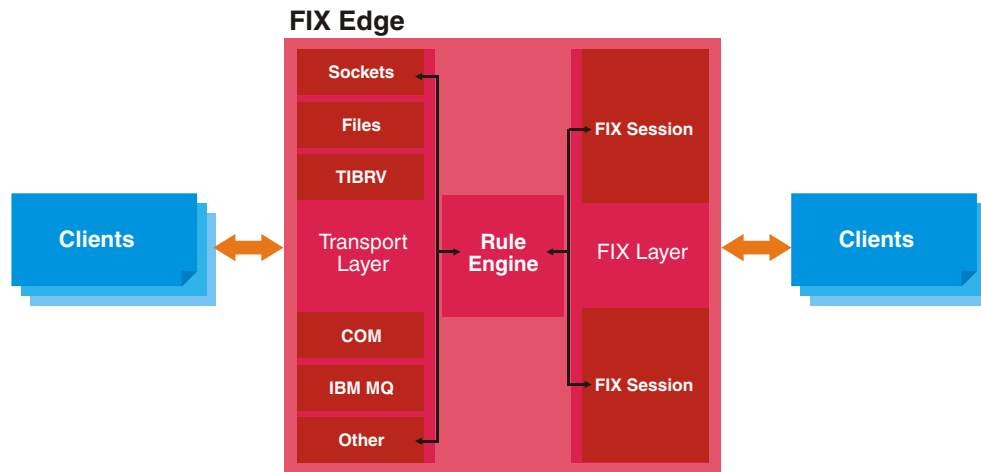 FIX Edge
Sockets
Files
TIBRV
Transport
Layer
COM
IBM MQ
Other
Rule
Engine
FIX Session
FIX Layer
FIX Session
Clients
Clients